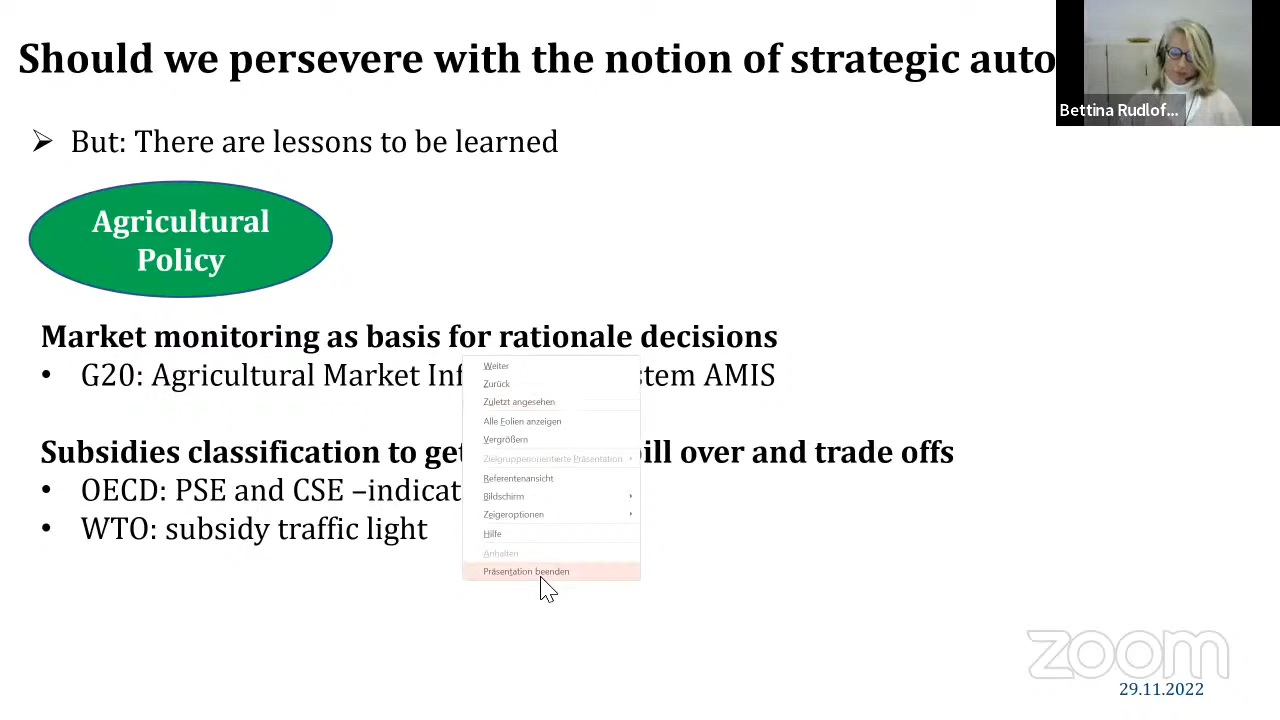 Should we persevere with the notion of strategic auto
Bettina Rudlof...
➢ But: There are lessons to be learned
Agricultural
Policy
Market monitoring as basis for rationale decisions
• G20: Agricultural Market Inf stem AMIS
Subsidies classification to get ill over and trade offs
• OECD: PSE and CSE –indicat
• WTO: subsidy traffic light
Weiter
Zurück
Zuletzt angesehen
Alle Folien anzeigen
Vergrößern
Zielgruppenorientierte Präsentation
Referentenansicht
Bildschirm
Zeigeroptionen
Hilfe
Anhalten
Präsentation beenden
zoom
29.11.2022